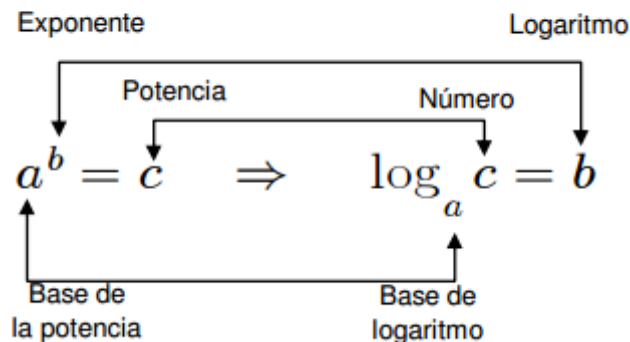 Exponente Logaritmo
Potencia Número
a^b = c ⇒ log_a c = b
Base de la potencia
Base de logaritmo